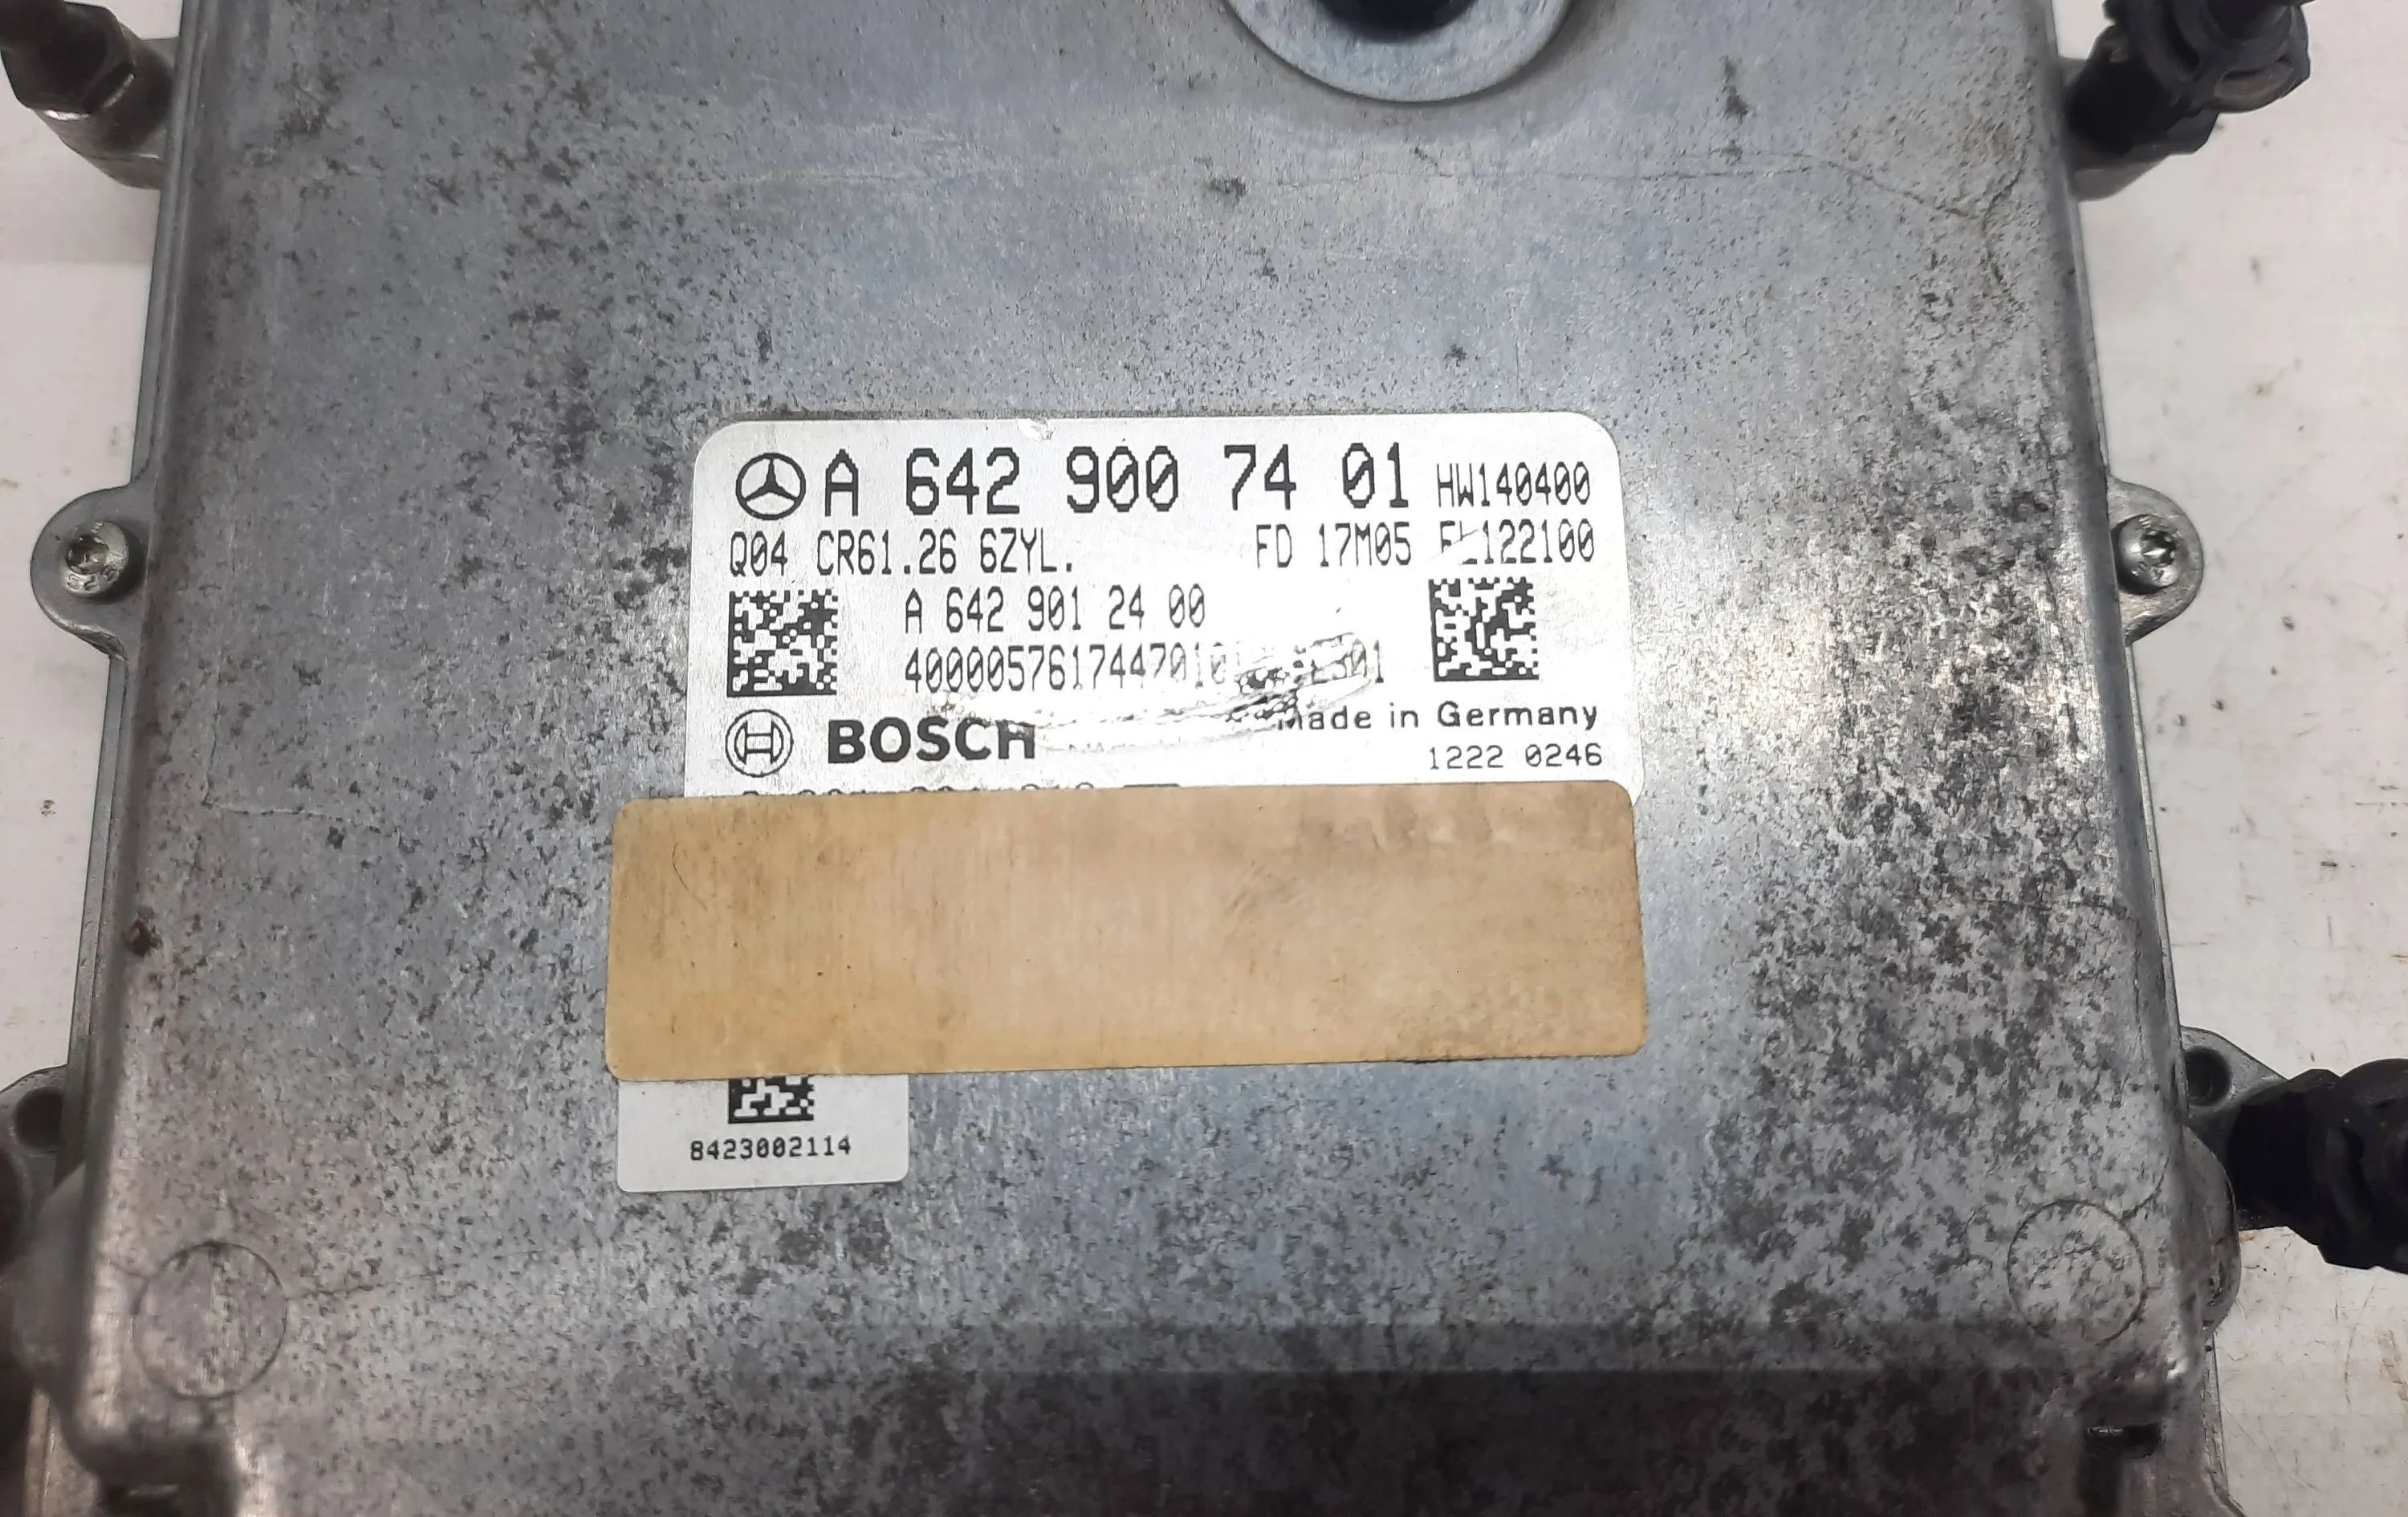 A 642 900 74 01 HW140400
Q04 CR61.26 6ZYL. FD 17M05
A 642 901 24 00
BOSCH Made in Germany
1222 0246
8423002114